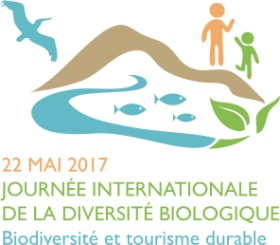 22 MAI 2017
JOURNÉE INTERNATIONALE
DE LA DIVERSITÉ BIOLOGIQUE
Biodiversité et tourisme durable